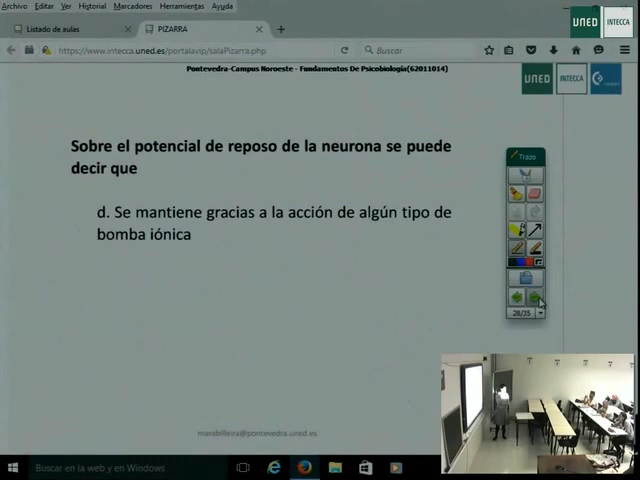 Archivo Editar Ver Historial Marcadores Herramientas Ayuda
Listado de aulas
PIZARRA
https://www.intecca.uned.es/portalavip/salaPizarra.php
Buscar
UNED
INTECCA
Pontevedra-Campus Noroeste - Fundamentos De Psicobiología(62011014)
UNED
INTECCA
Sobre el potencial de reposo de la neurona se puede
decir que
Trazo
d. Se mantiene gracias a la acción de algún tipo de
bomba iónica
28/35
marabilleira@pontevedra.uned.es
Buscar en la web y en Windows